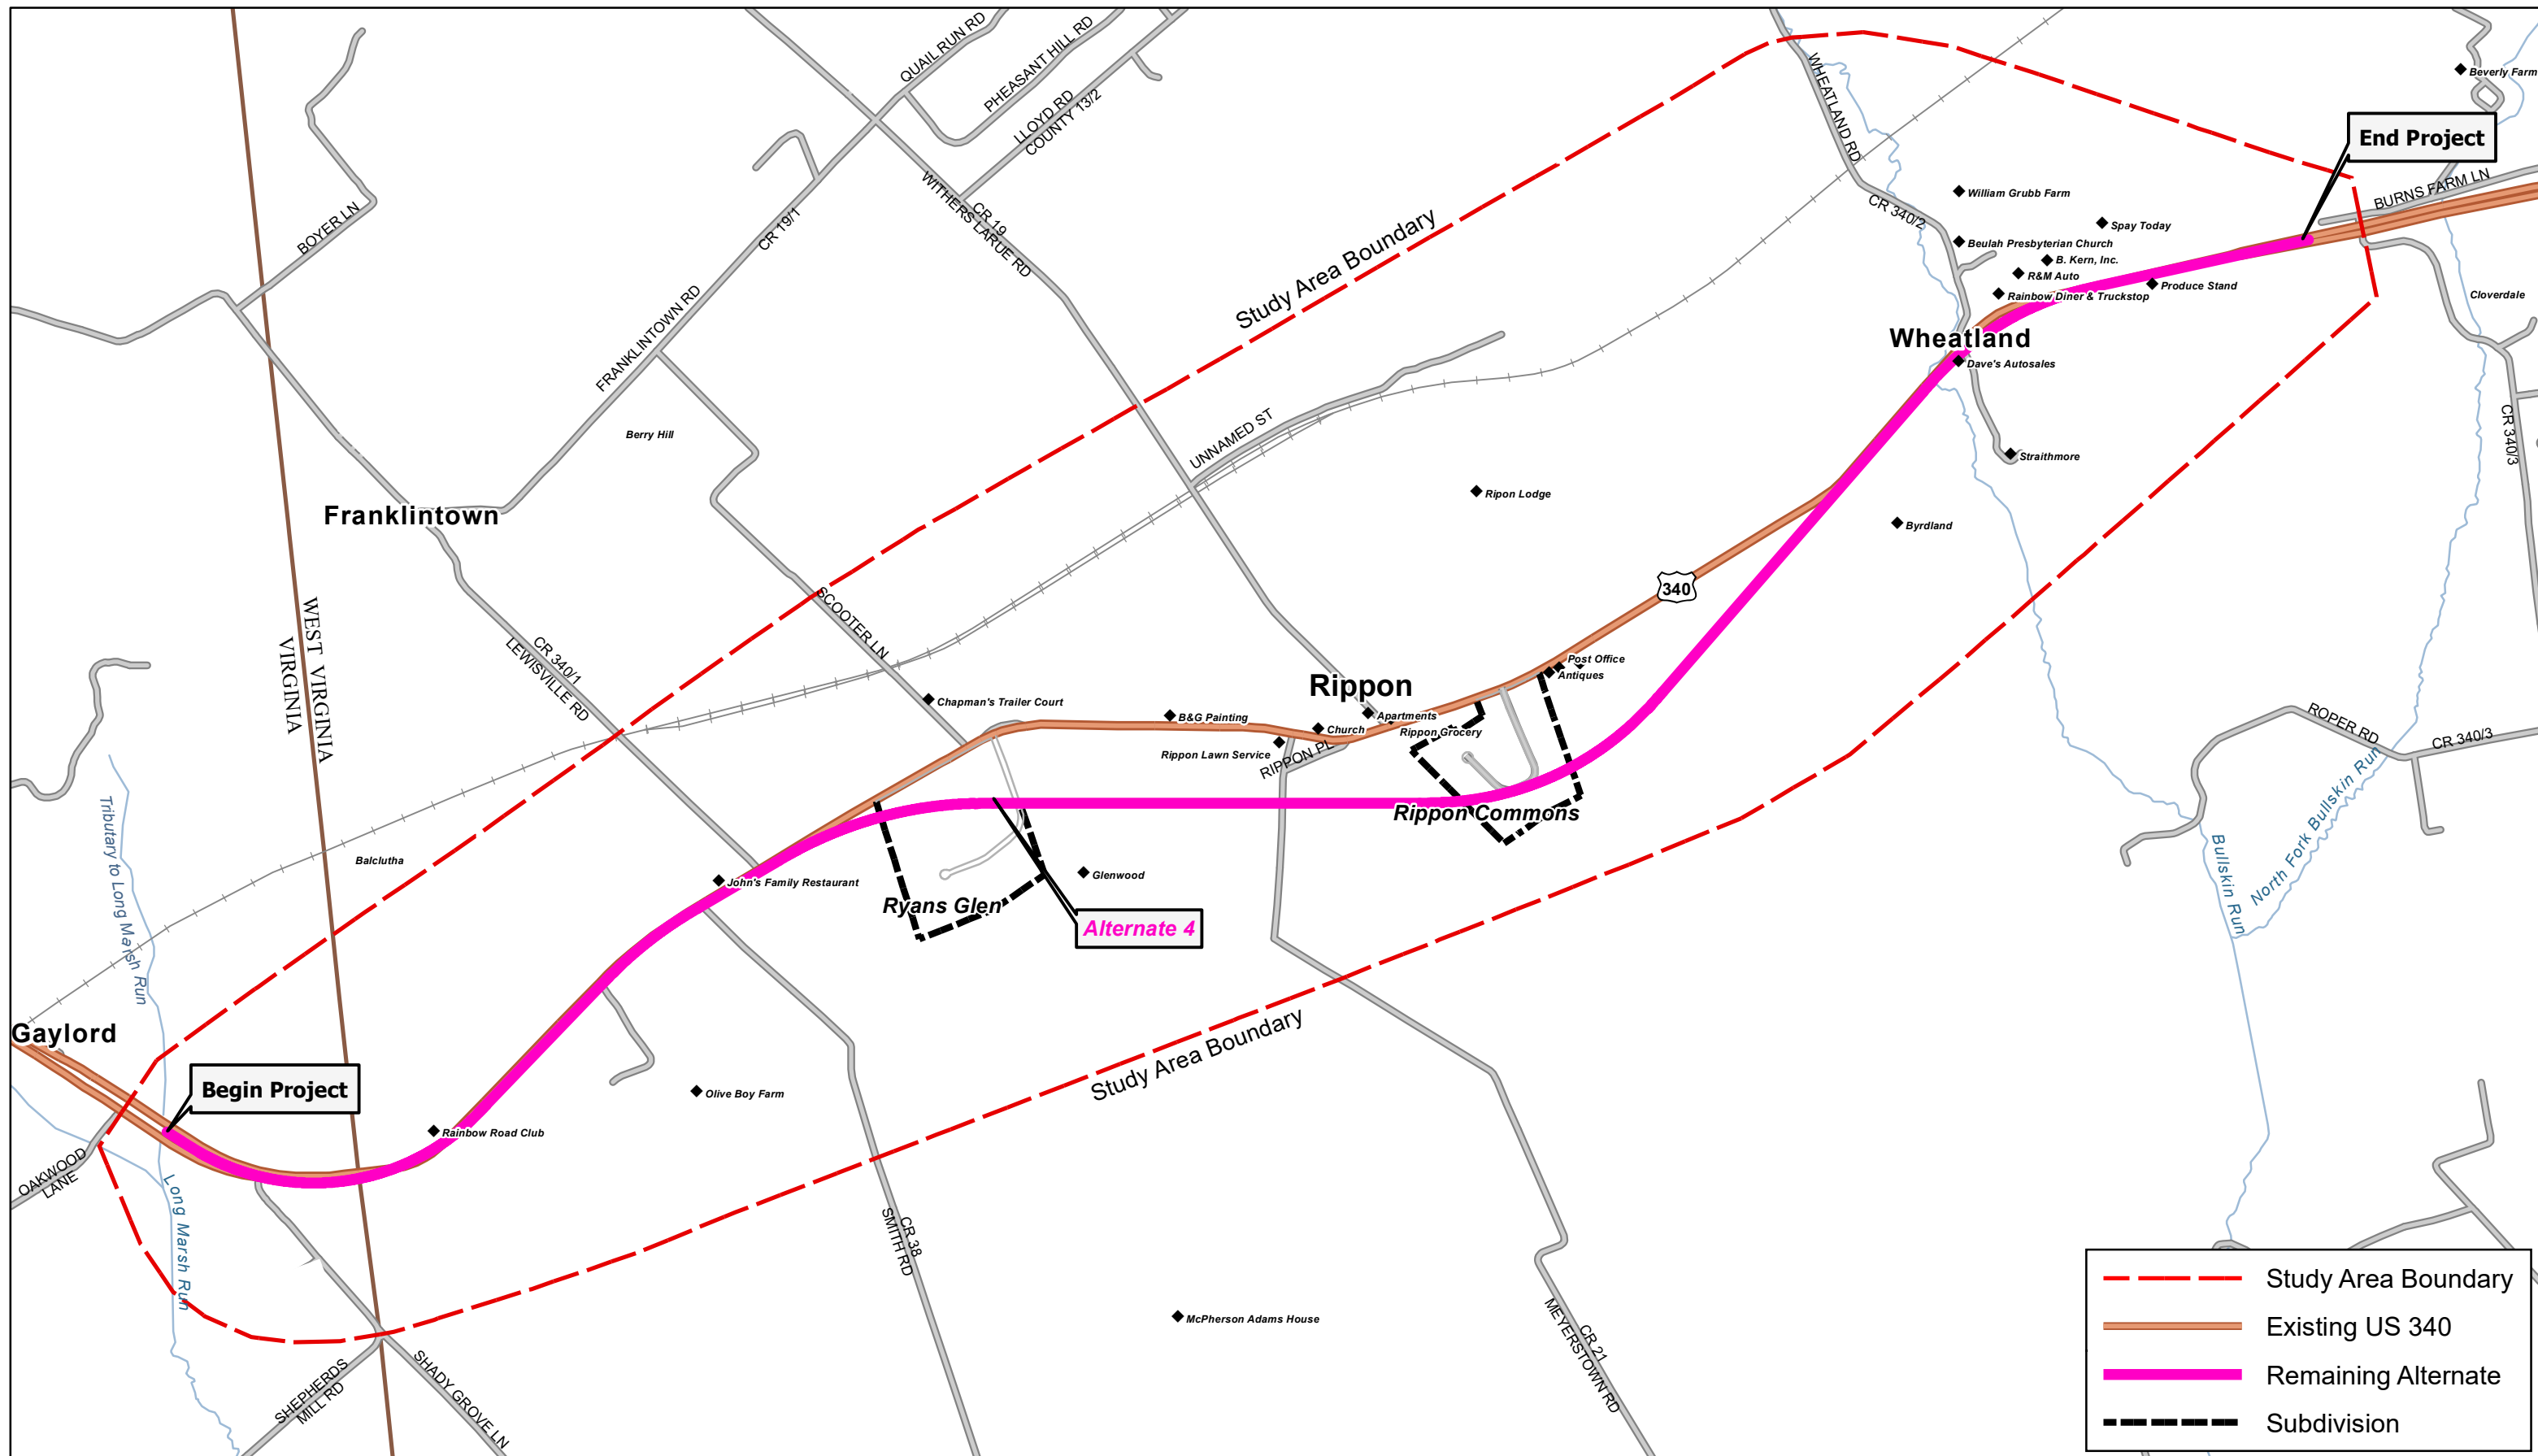 QUAIL RUN RD
PHEASANT HILL RD
LLOYD RD
COUNTY 13/2
WHEATLAND RD
Beverly Farm
End Project
BURNS FARM LN
William Grubb Farm
CR 340/2
Spay Today
Beulah Presbyterian Church
B. Kern, Inc.
R&M Auto
Produce Stand
Rainbow Diner & Truckstop
Cloverdale
Wheatland
Dave's Autosales
Straithmore
CR 340/3
BOYER LN
CR 19/1
CR 19
WITHERS LARUE RD
Study Area Boundary
FRANKLINTOWN RD
Berry Hill
UNNAMED ST
Ripon Lodge
Byrdland
Franklintown
340
WEST VIRGINIA
VIRGINIA
CR 340/1
LEWISVILLE RD
SCOOTER LN
Post Office
Antiques
Rippon
Chapman's Trailer Court
B&G Painting
Apartments
Church
Rippon Grocery
Rippon Lawn Service
RIPPON PL
ROPER RD
CR 340/3
Rippon Commons
Tributary to Long Marsh Run
Balclutha
John's Family Restaurant
Glenwood
Ryans Glen
Alternate 4
North Fork Bullskin Run
Bullskin Run
Gaylord
Begin Project
Study Area Boundary
Olive Boy Farm
Rainbow Road Club
OAKWOOD
LANE
Long Marsh Run
CR 38
SMITH RD
McPherson Adams House
CR 21
MEYERSTOWN RD
SHEPHERDS
MILL RD
SHADY GROVE LN
Study Area Boundary
Existing US 340
Remaining Alternate
Subdivision